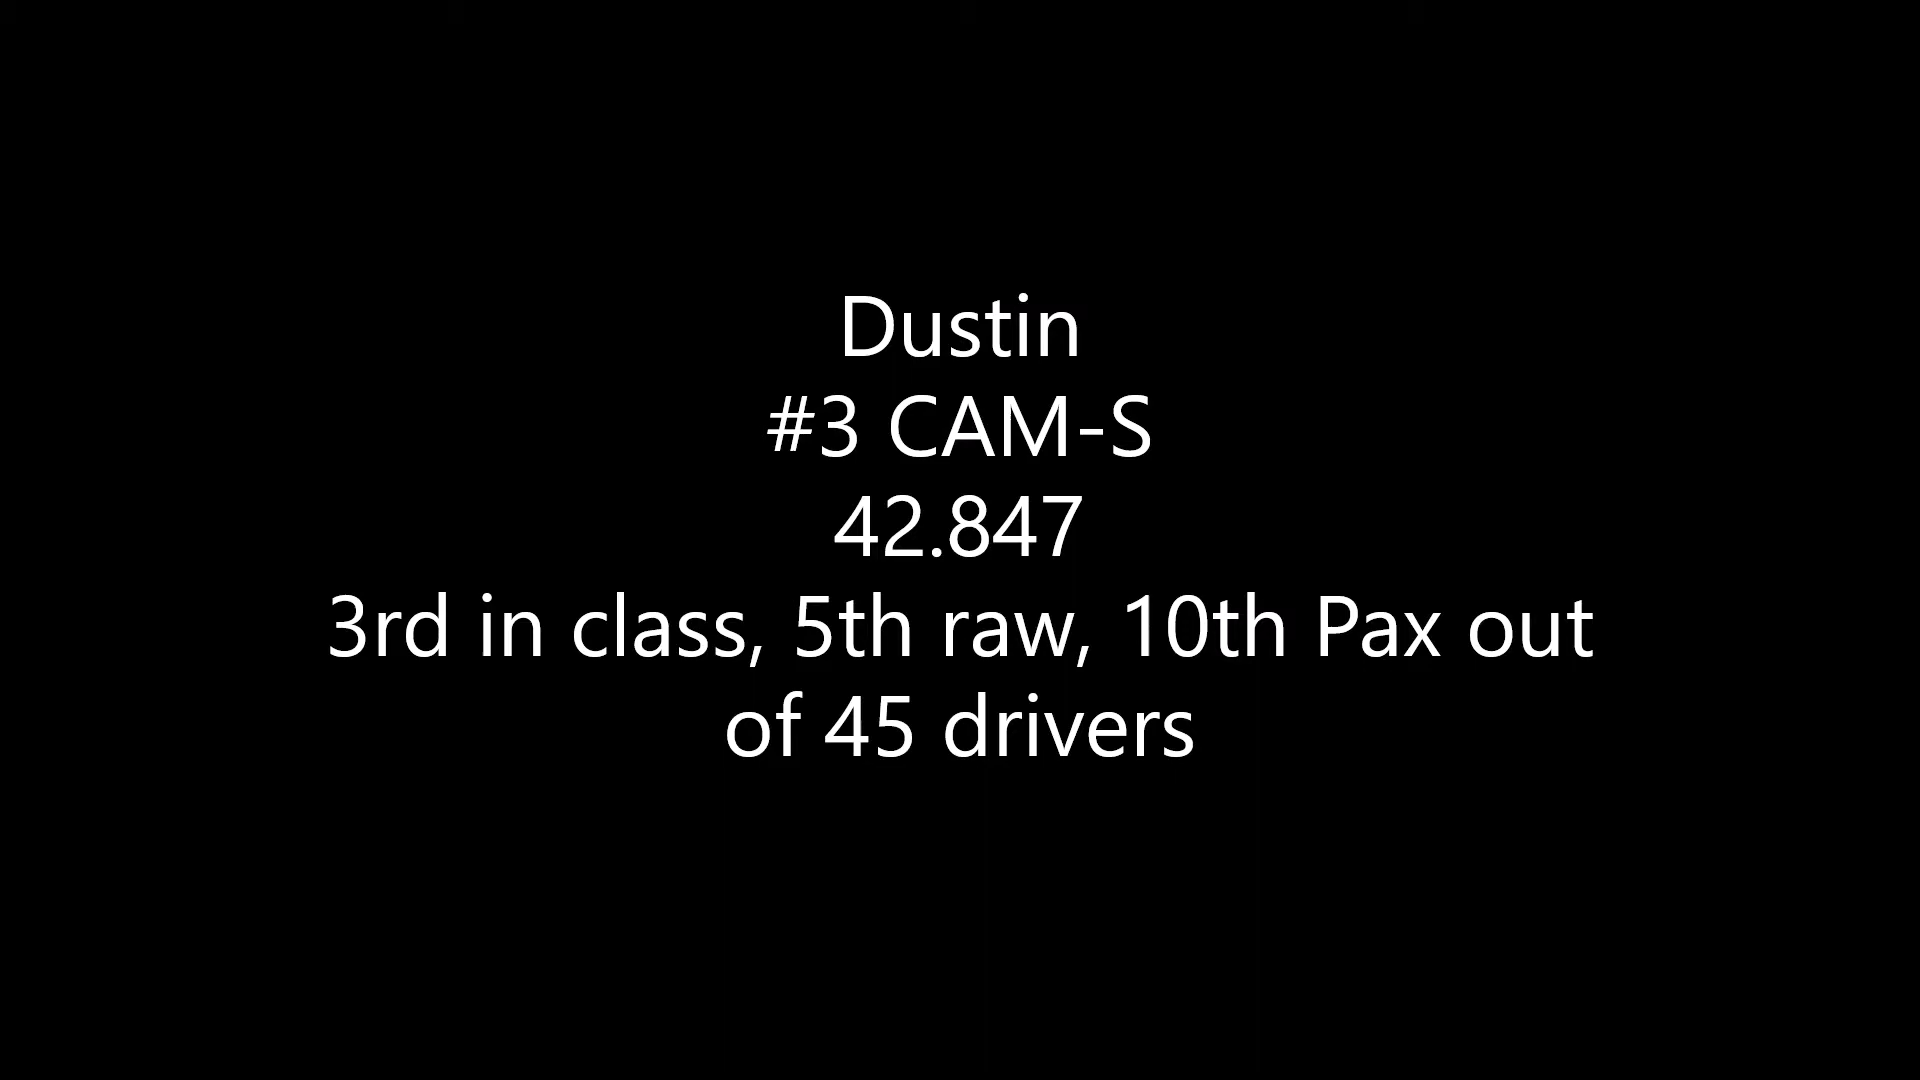 Dustin
#3 CAM-S
42.847
3rd in class, 5th raw, 10th Pax out
of 45 drivers